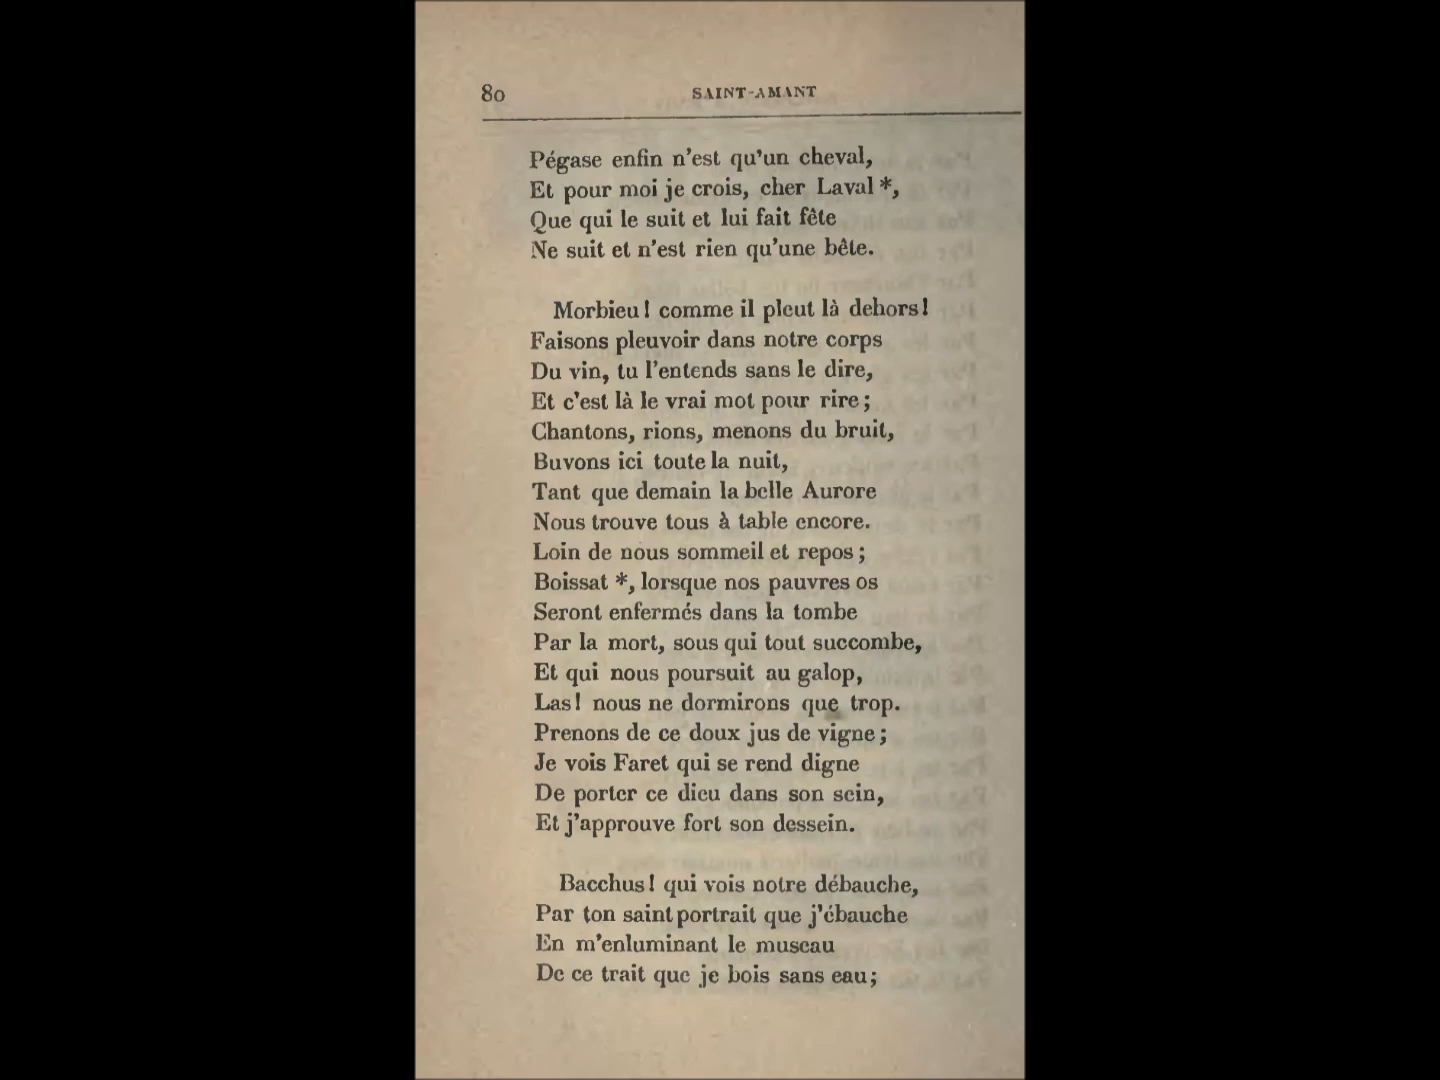 80
SAINT-AMANT
Pégase enfin n'est qu'un cheval,
Et pour moi je crois, cher Laval *,
Que qui le suit et lui fait fête
Ne suit et n'est rien qu'une bête.
Morbieu ! comme il pleut là dehors !
Faisons pleuvoir dans notre corps
Du vin, tu l'entends sans le dire,
Et c'est là le vrai mot pour rire ;
Chantons, rions, menons du bruit,
Buvons ici toute la nuit,
Tant que demain la belle Aurore
Nous trouve tous à table encore.
Loin de nous sommeil et repos ;
Boissat *, lorsque nos pauvres os
Seront enfermés dans la tombe
Par la mort, sous qui tout succombe,
Et qui nous poursuit au galop,
Las ! nous ne dormirons que trop.
Prenons de ce doux jus de vigne ;
Je vois Faret qui se rend digne
De porter ce dieu dans son sein,
Et j'approuve fort son dessein.
Bacchus ! qui vois notre débauche,
Par ton saint portrait que j'ébauche
En m'enluminant le museau
De ce trait que je bois sans eau ;